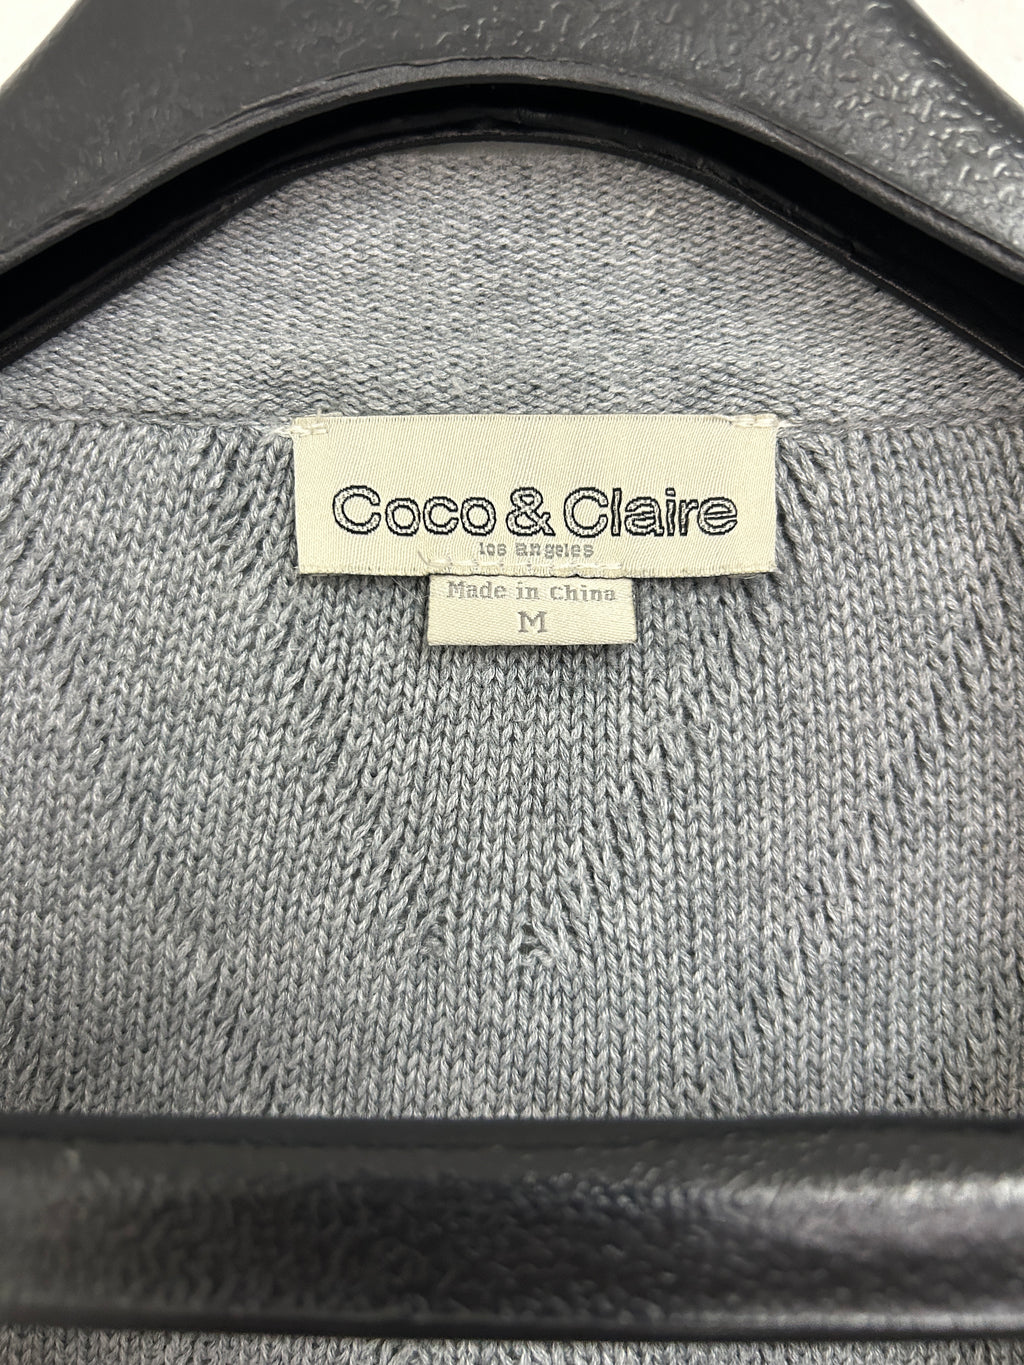 Coco & Claire
los angeles
Made in China
M